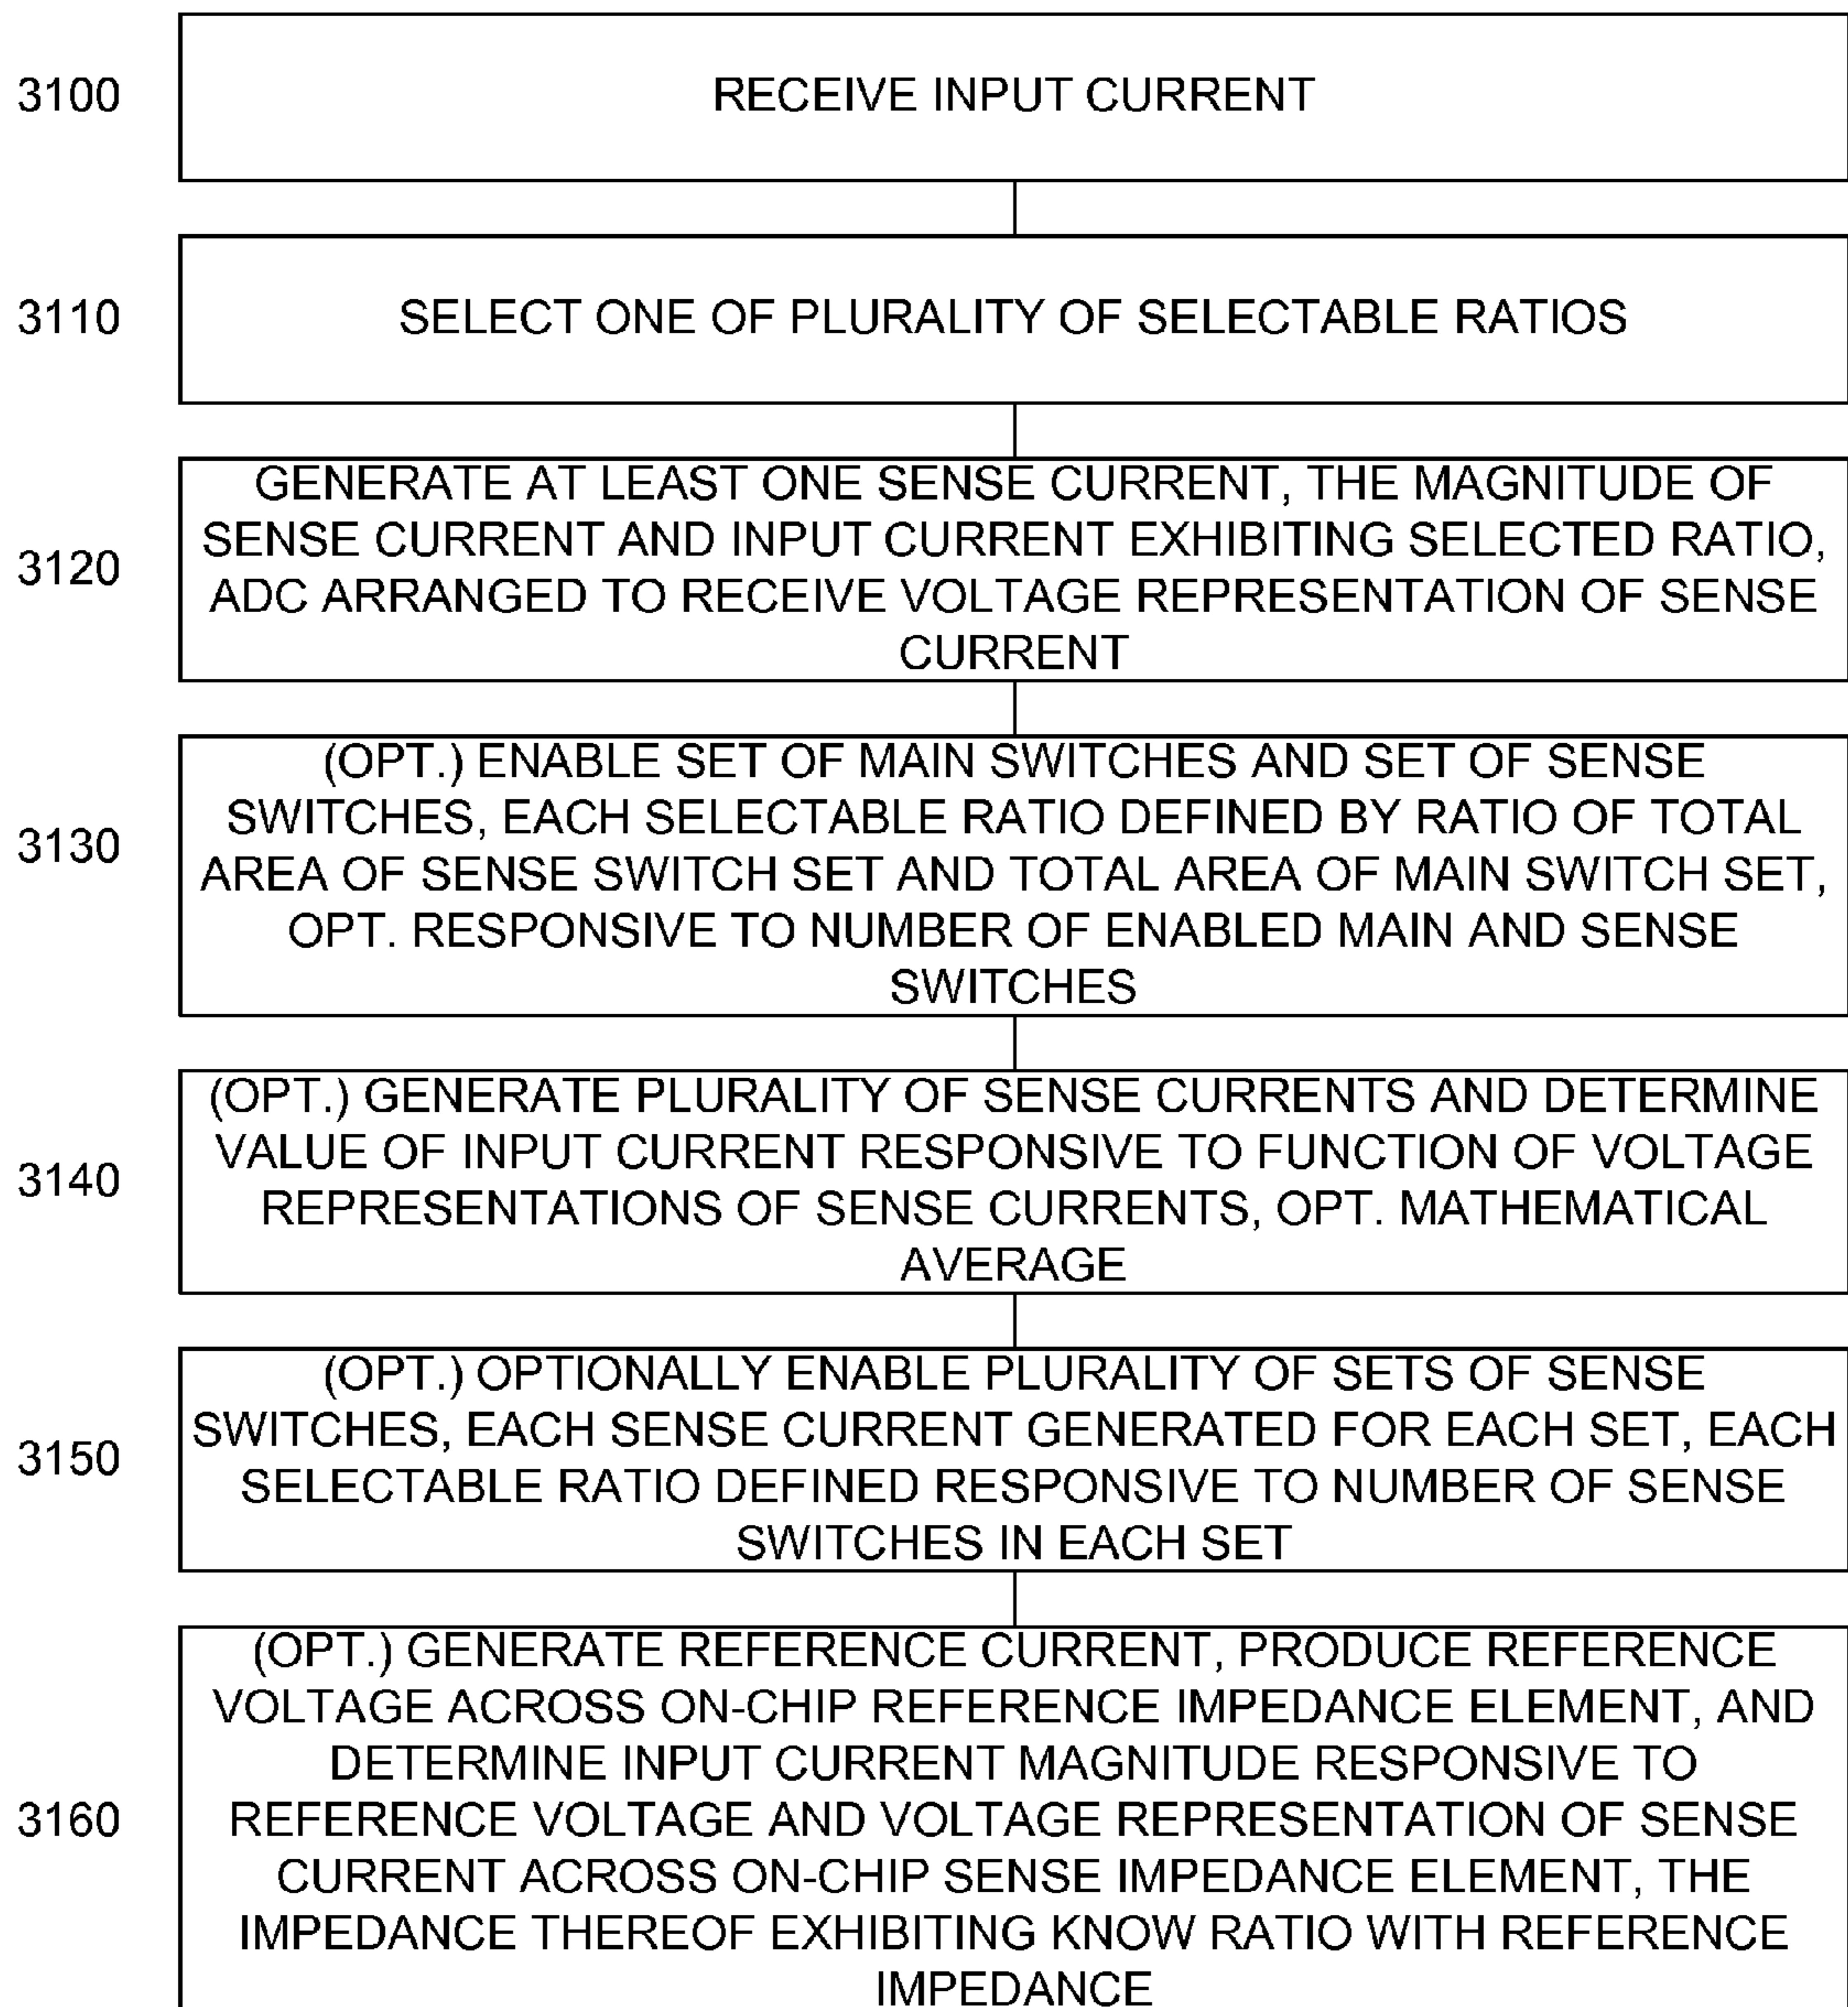 3100
RECEIVE INPUT CURRENT
3110
SELECT ONE OF PLURALITY OF SELECTABLE RATIOS
3120
GENERATE AT LEAST ONE SENSE CURRENT, THE MAGNITUDE OF
SENSE CURRENT AND INPUT CURRENT EXHIBITING SELECTED RATIO,
ADC ARRANGED TO RECEIVE VOLTAGE REPRESENTATION OF SENSE
CURRENT
3130
(OPT.) ENABLE SET OF MAIN SWITCHES AND SET OF SENSE
SWITCHES, EACH SELECTABLE RATIO DEFINED BY RATIO OF TOTAL
AREA OF SENSE SWITCH SET AND TOTAL AREA OF MAIN SWITCH SET,
OPT. RESPONSIVE TO NUMBER OF ENABLED MAIN AND SENSE
SWITCHES
3140
(OPT.) GENERATE PLURALITY OF SENSE CURRENTS AND DETERMINE
VALUE OF INPUT CURRENT RESPONSIVE TO FUNCTION OF VOLTAGE
REPRESENTATIONS OF SENSE CURRENTS, OPT. MATHEMATICAL
AVERAGE
3150
(OPT.) OPTIONALLY ENABLE PLURALITY OF SETS OF SENSE
SWITCHES, EACH SENSE CURRENT GENERATED FOR EACH SET, EACH
SELECTABLE RATIO DEFINED RESPONSIVE TO NUMBER OF SENSE
SWITCHES IN EACH SET
3160
(OPT.) GENERATE REFERENCE CURRENT, PRODUCE REFERENCE
VOLTAGE ACROSS ON-CHIP REFERENCE IMPEDANCE ELEMENT, AND
DETERMINE INPUT CURRENT MAGNITUDE RESPONSIVE TO
REFERENCE VOLTAGE AND VOLTAGE REPRESENTATION OF SENSE
CURRENT ACROSS ON-CHIP SENSE IMPEDANCE ELEMENT, THE
IMPEDANCE THEREOF EXHIBITING KNOW RATIO WITH REFERENCE
IMPEDANCE